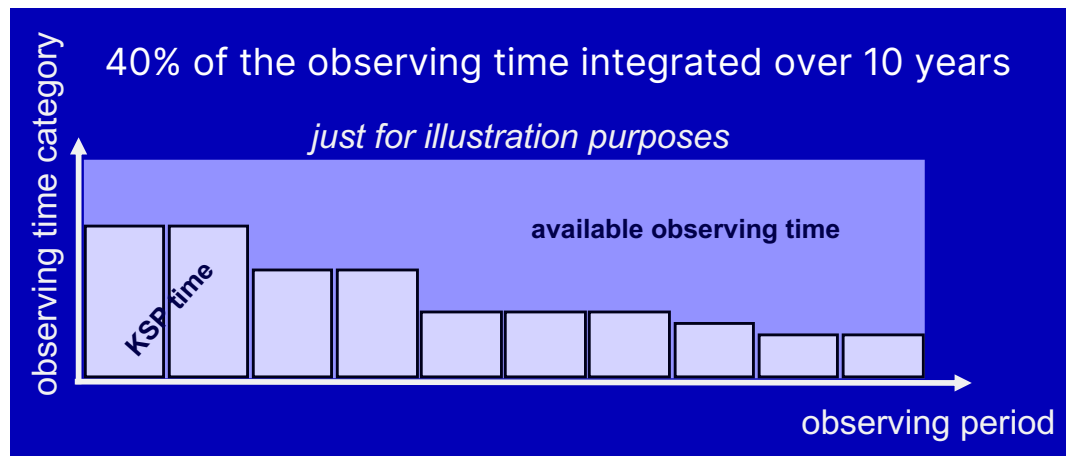 40% of the observing time integrated over 10 years
just for illustration purposes
observing time category
available observing time
KSP time
observing period